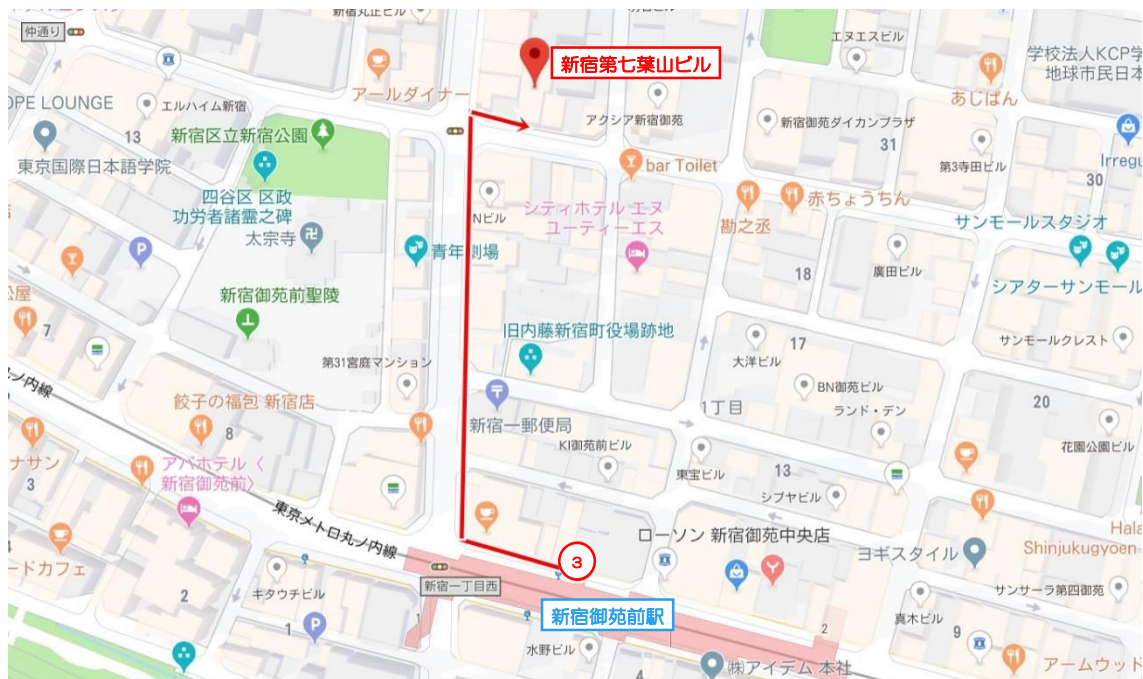 仲通り
新宿丸正ビル
エヌエスビル
新宿第七葉山ビル
学校法人KCP学
地球市民日本
アールダイナー
あじぱん
OPE LOUNGE
エルハイム新宿
アクシア新宿御苑
新宿御苑ダイカンプラザ
13
新宿区立新宿公園
31
東京国際日本語学院
bar Toilet
第3寺田ビル
Irregu
30
四谷区 区政
功労者諸霊之碑
Nビル
シティホテル エヌ
ユーティーエス
勘之丞
赤ちょうちん
サンモールスタジオ
太宗寺
青年劇場
廣田ビル
18
シアターサンモール
新宿御苑前聖陵
公屋
7
旧内藤新宿町役場跡地
第31宮庭マンション
大洋ビル
17
サンモールクレスト
丸ノ内線
BN御苑ビル
餃子の福包 新宿店
1丁目
ランド・デン
20
8
新宿一郵便局
KI御苑前ビル
花園公園ビル
ナサン
3
アパホテル〈
新宿御苑前〉
東宝ビル
13
シブヤビル
東京メトロ丸ノ内線
ローソン 新宿御苑中央店
Hala
Shinjukugyoen
ヨギスタイル
3
ードカフェ
新宿一丁目西
キタウチビル
サンサーラ第四御苑
2
新宿御苑前駅
真木ビル
1
1
2
9
水野ビル
4
㈱アイデム 本社
アームウッド